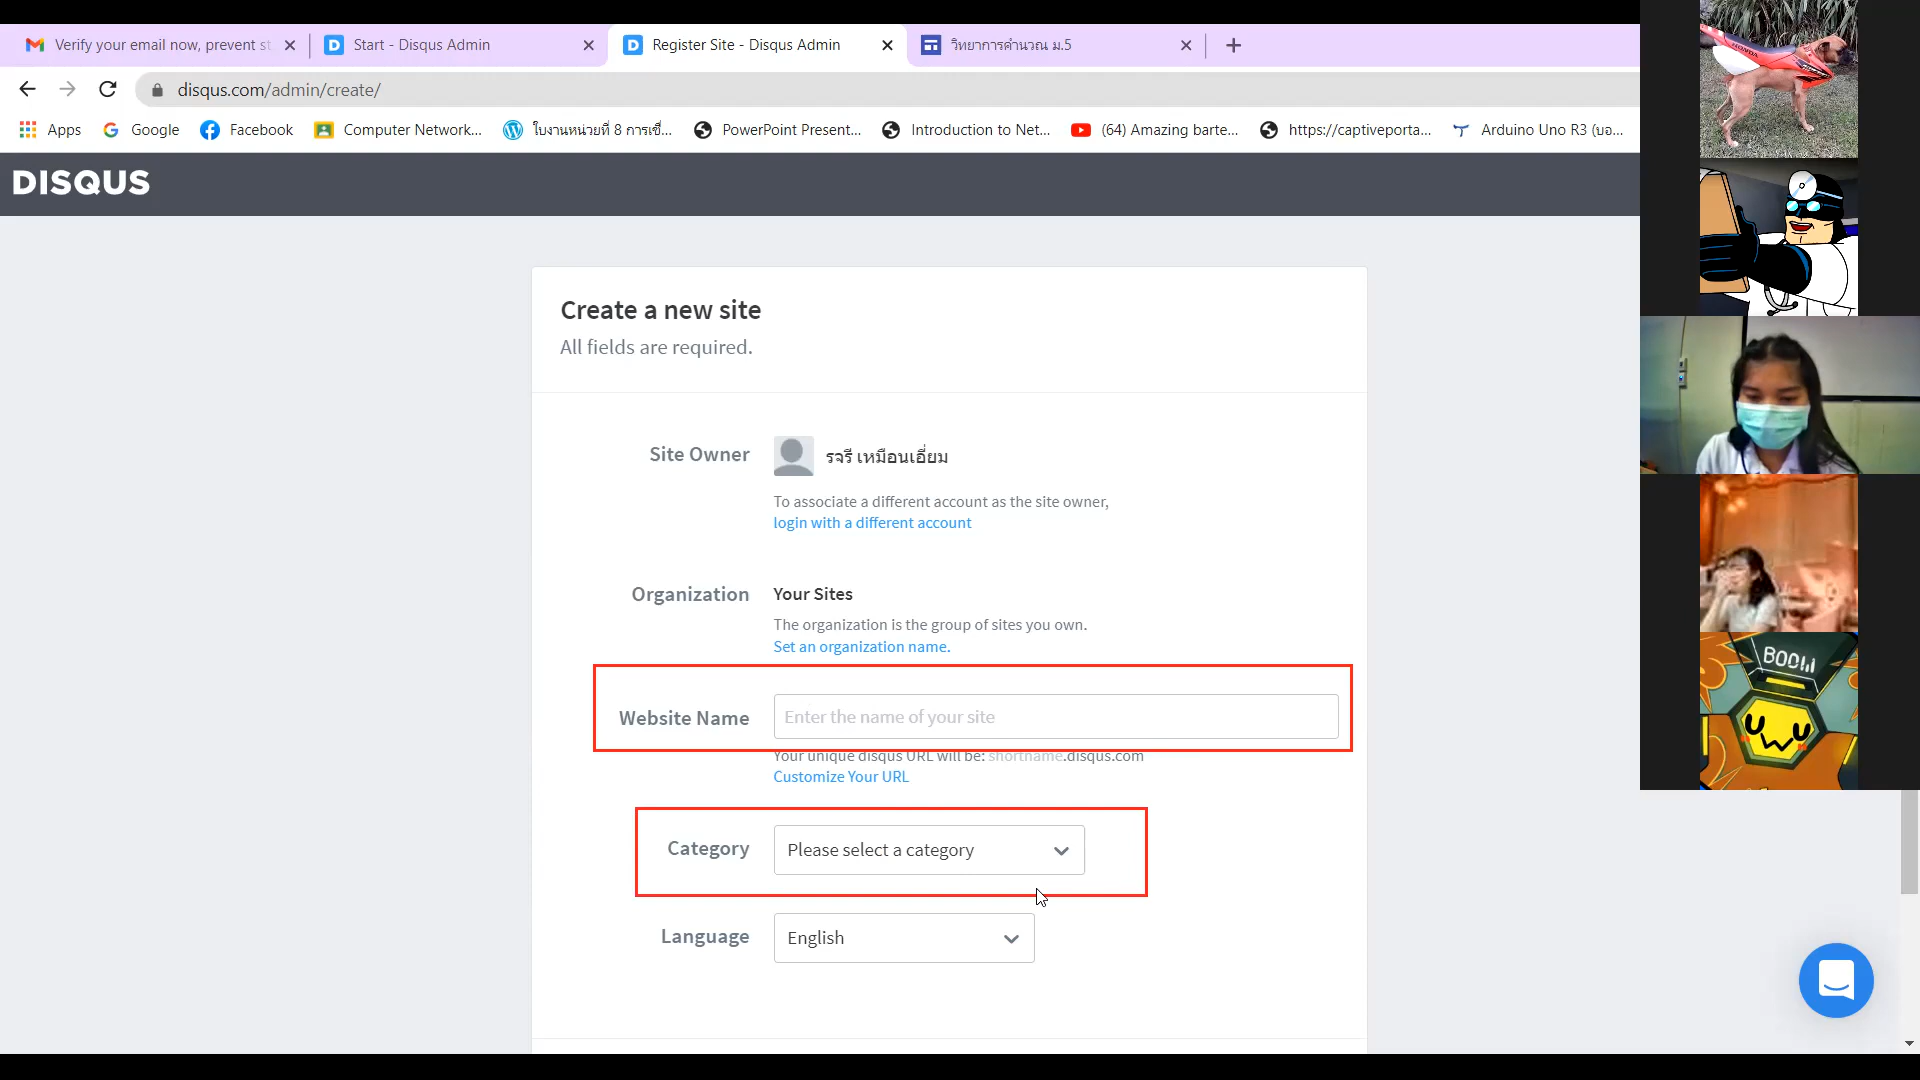 Verify your email now, prevent st
Start - Disqus Admin
Register Site - Disqus Admin
วิทยาการคำนวณ ม.5
disqus.com/admin/create/
Apps
Google
Facebook
Computer Network...
ใบงานหน่วยที่ 8 การเชื่...
PowerPoint Present...
Introduction to Net...
(64) Amazing barte...
https://captiveporta...
Arduino Uno R3 (บอ...
DISQUS
Create a new site
All fields are required.
Site Owner
รจรี เหมือนเอี่ยม
To associate a different account as the site owner,
login with a different account
Organization
Your Sites
The organization is the group of sites you own.
Set an organization name.
Website Name
Enter the name of your site
Your unique disqus URL will be: shortname.disqus.com
Customize Your URL
Category
Please select a category
Language
English
HONDA
BOOM